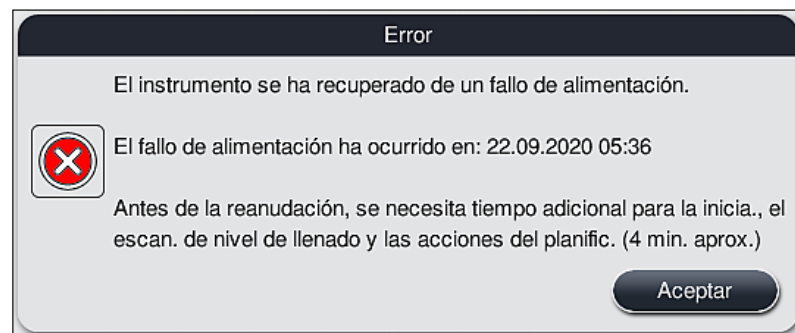 Error
El instrumento se ha recuperado de un fallo de alimentación.
El fallo de alimentación ha ocurrido en: 22.09.2020 05:36
Antes de la reanudación, se necesita tiempo adicional para la inicia., el
escan. de nivel de llenado y las acciones del planific. (4 min. aprox.)
Aceptar